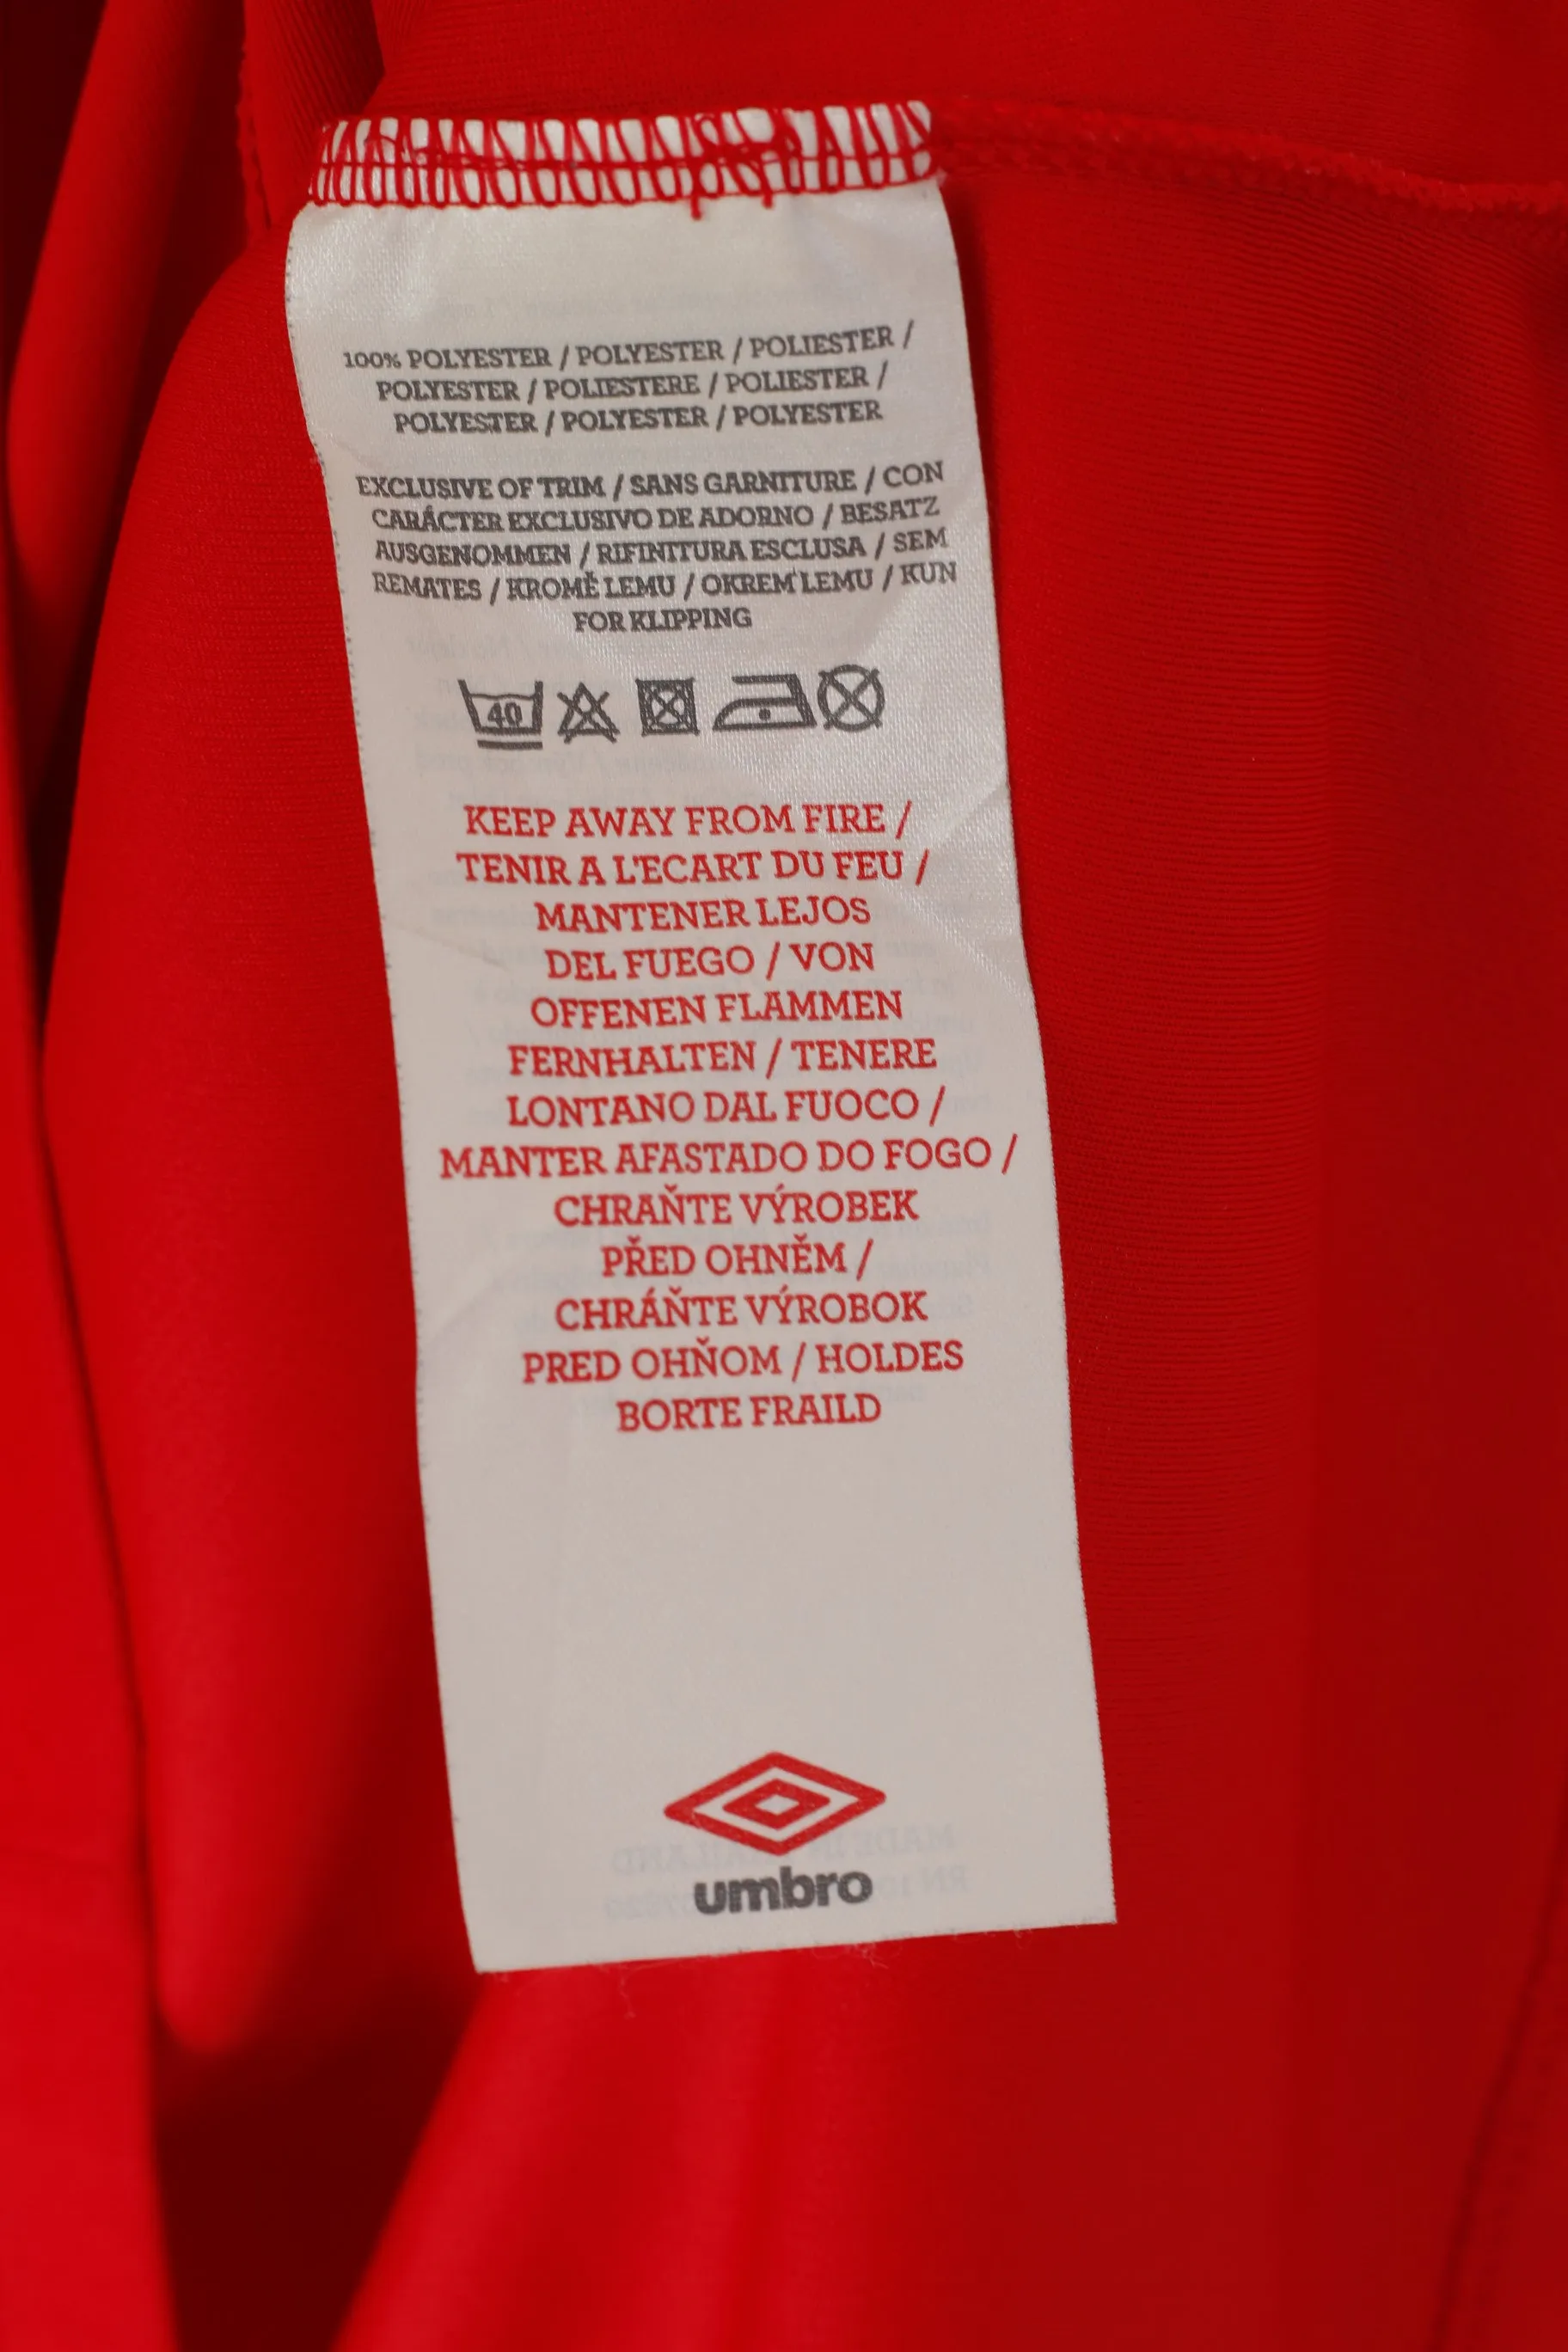 100% POLYESTER / POLYESTER / POLIESTER /
POLYESTER / POLIESTERE / POLIESTER /
POLYESTER / POLYESTER / POLYESTER
EXCLUSIVE OF TRIM / SANS GARNITURE / CON
CARÁCTER EXCLUSIVO DE ADORNO / BESATZ
AUSGENOMMEN / RIFINITURA ESCLUSA / SEM
REMATES / KROMĚ LEMU / OKREM LEMU / KUN
FOR KLIPPING
40
KEEP AWAY FROM FIRE /
TENIR A L'ECART DU FEU /
MANTENER LEJOS
DEL FUEGO / VON
OFFENEN FLAMMEN
FERNHALTEN / TENERE
LONTANO DAL FUOCO /
MANTER AFASTADO DO FOGO /
CHRAŇTE VÝROBEK
PŘED OHNĚM /
CHRÁŇTE VÝROBOK
PRED OHŇOM / HOLDES
BORTE FRAILD
umbro